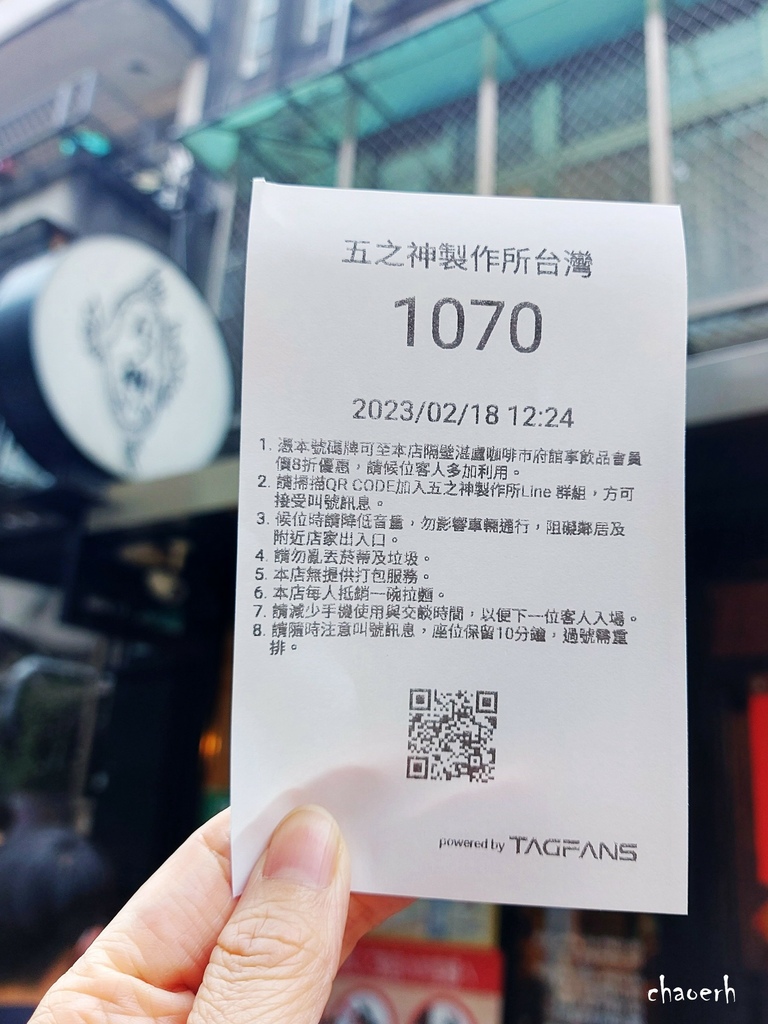 五之神製作所台灣
1070
2023/02/18 12:24
1. 憑本號碼牌可至本店隔壁湛盧咖啡市府館享飲品會員
價8折優惠，請候位客人多加利用。
2. 請掃描QR CODE加入五之神製作所Line 群組，方可
接受叫號訊息。
3. 候位時請降低音量，勿影響車輛通行，阻礙鄰居及
附近店家出入口。
4. 請勿亂丟菸蒂及垃圾。
5. 本店無提供打包服務。
6. 本店每人抵銷一碗拉麵。
7. 請減少手機使用與交談時間，以便下一位客人入場。
8. 請隨時注意叫號訊息，座位保留10分鐘，過號需重
排。
powered by TAGFANS
chaoerh